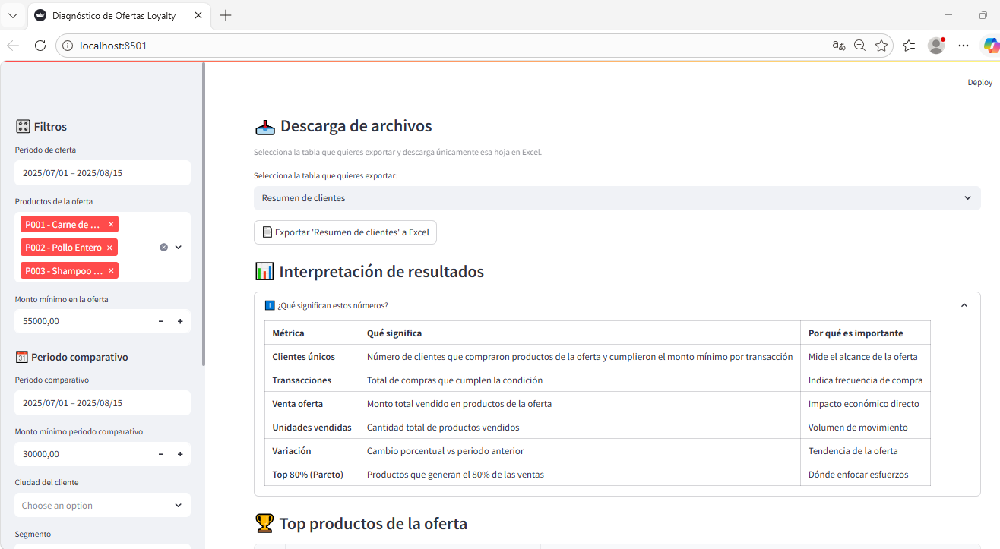 Diagnóstico de Ofertas Loyalty
localhost:8501
Deploy
Filtros
Periodo de oferta
2025/07/01 – 2025/08/15
Productos de la oferta
P001 - Carne de ...
P002 - Pollo Entero
P003 - Shampoo ...
Monto mínimo en la oferta
55000,00
Periodo comparativo
Periodo comparativo
2025/07/01 – 2025/08/15
Monto mínimo periodo comparativo
30000,00
Ciudad del cliente
Choose an option
Segmento
Descarga de archivos
Selecciona la tabla que quieres exportar y descarga únicamente esa hoja en Excel.
Selecciona la tabla que quieres exportar:
Resumen de clientes
Exportar 'Resumen de clientes' a Excel
Interpretación de resultados
¿Qué significan estos números?
Métrica Qué significa Por qué es importante
Clientes únicos Número de clientes que compraron productos de la oferta y cumplieron el monto mínimo por transacción Mide el alcance de la oferta
Transacciones Total de compras que cumplen la condición Indica frecuencia de compra
Venta oferta Monto total vendido en productos de la oferta Impacto económico directo
Unidades vendidas Cantidad total de productos vendidos Volumen de movimiento
Variación Cambio porcentual vs periodo anterior Tendencia de la oferta
Top 80% (Pareto) Productos que generan el 80% de las ventas Dónde enfocar esfuerzos
Top productos de la oferta